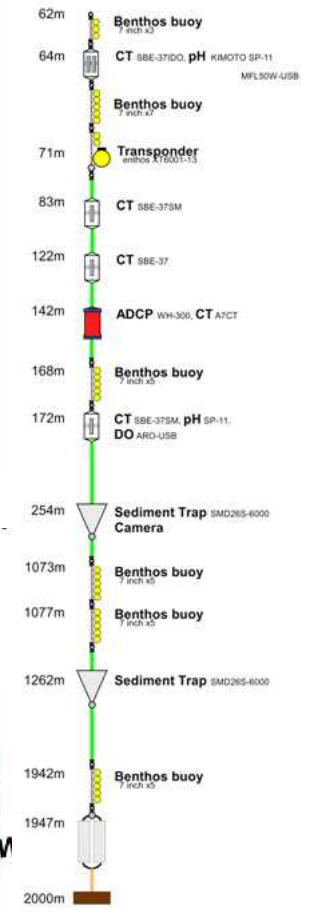 62m
Benthos buoy
7 inch x3
64m
CT SBE-37IDO, pH KIMOTO SP-11
MFL50W-USB
Benthos buoy
7 inch x7
71m
Transponder
enthos XT6001-13
83m
CT SBE-37SM
122m
CT SBE-37
142m
ADCP WH-300, CT A7CT
168m
Benthos buoy
7 inch x5
172m
CT SBE-37SM, pH SP-11,
DO ARO-USB
254m
Sediment Trap SMD26S-6000
Camera
1073m
Benthos buoy
7 inch x5
1077m
Benthos buoy
7 inch x5
1262m
Sediment Trap SMD26S-6000
1942m
Benthos buoy
7 inch x5
1947m
2000m